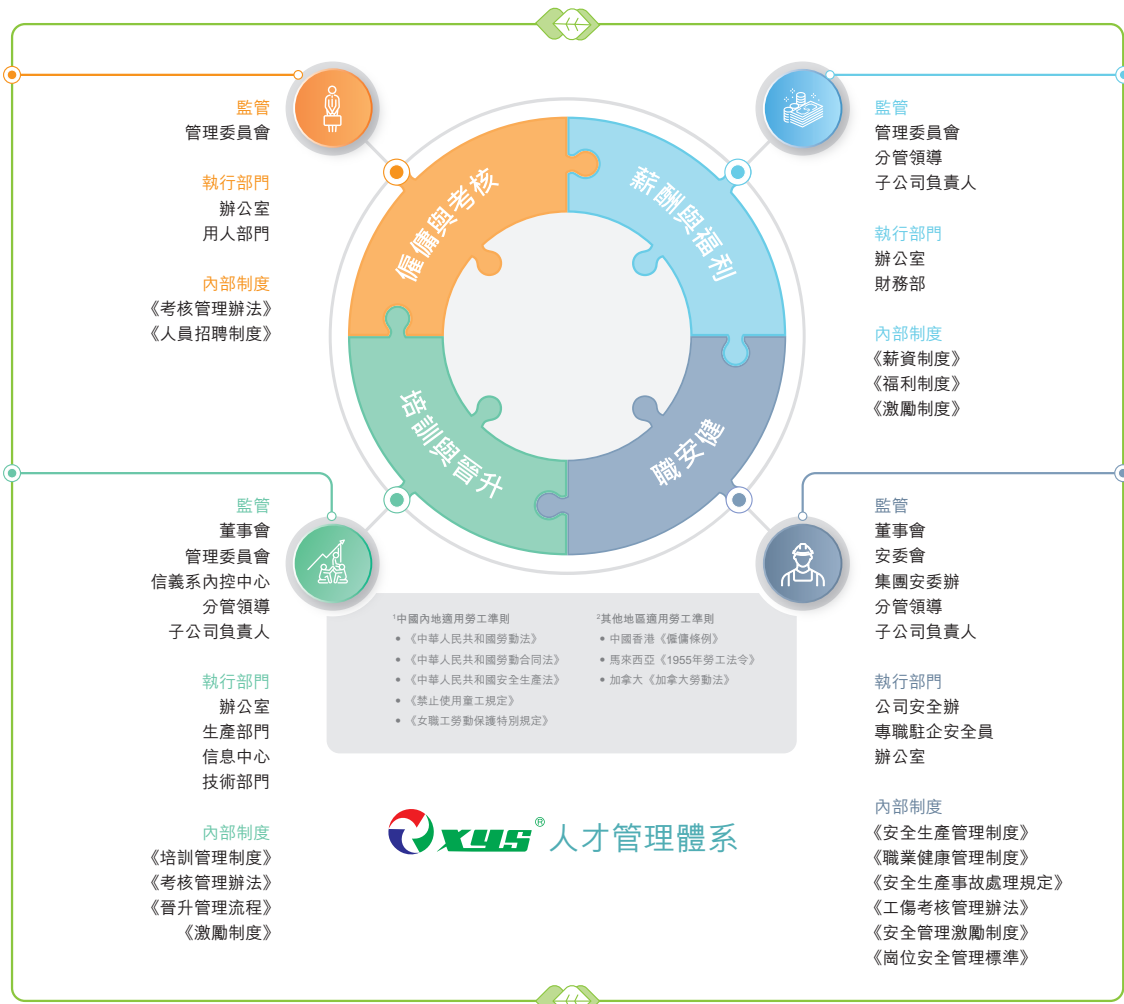 監管
管理委員會
執行部門
辦公室
用人部門
內部制度
《考核管理辦法》
《人員招聘制度》
僱傭與考核
薪酬與福利
培訓與晉升
職安健
監管
管理委員會
分管領導
子公司負責人
執行部門
辦公室
財務部
內部制度
《薪資制度》
《福利制度》
《激勵制度》
監管
董事會
管理委員會
信義系內控中心
分管領導
子公司負責人
執行部門
辦公室
生產部門
信息中心
技術部門
內部制度
《培訓管理制度》
《考核管理辦法》
《晉升管理流程》
《激勵制度》
1中國內地適用勞工準則
• 《中華人民共和國勞動法》
• 《中華人民共和國勞動合同法》
• 《中華人民共和國安全生產法》
• 《禁止使用童工規定》
• 《女職工勞動保護特別規定》
2其他地區適用勞工準則
• 中國香港《僱傭條例》
• 馬來西亞《1955年勞工法令》
• 加拿大《加拿大勞動法》
XYS® 人才管理體系
監管
董事會
安委會
集團安委辦
分管領導
子公司負責人
執行部門
公司安全辦
專職駐企安全員
辦公室
內部制度
《安全生產管理制度》
《職業健康管理制度》
《安全生產事故處理規定》
《工傷考核管理辦法》
《安全管理激勵制度》
《崗位安全管理標準》